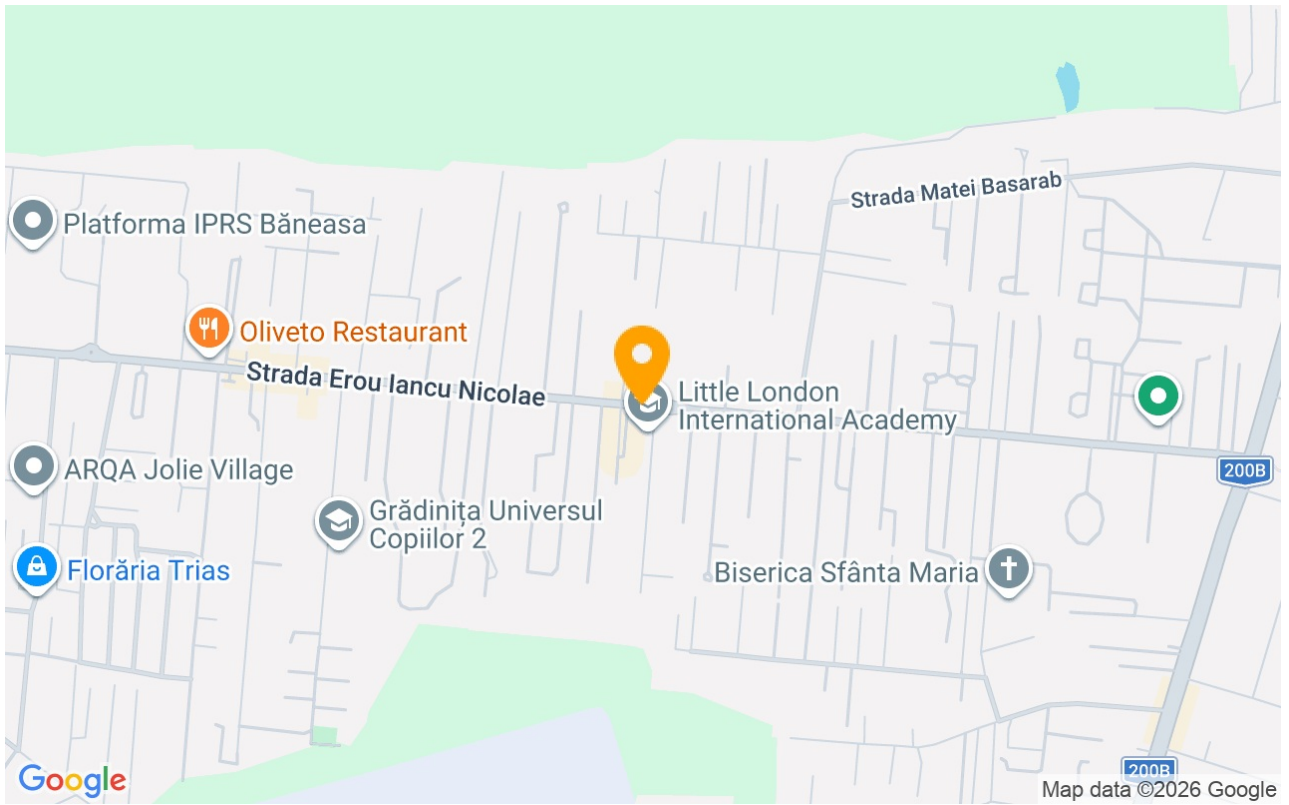 Strada Matei Basarab
Platforma IPRS Băneasa
Oliveto Restaurant
Strada Erou Iancu Nicolae
Little London
International Academy
ARQA Jolie Village
200B
Grădinița Universul
Copiilor 2
Florăria Trias
Biserica Sfânta Maria
200B
Google
Map data ©2026 Google